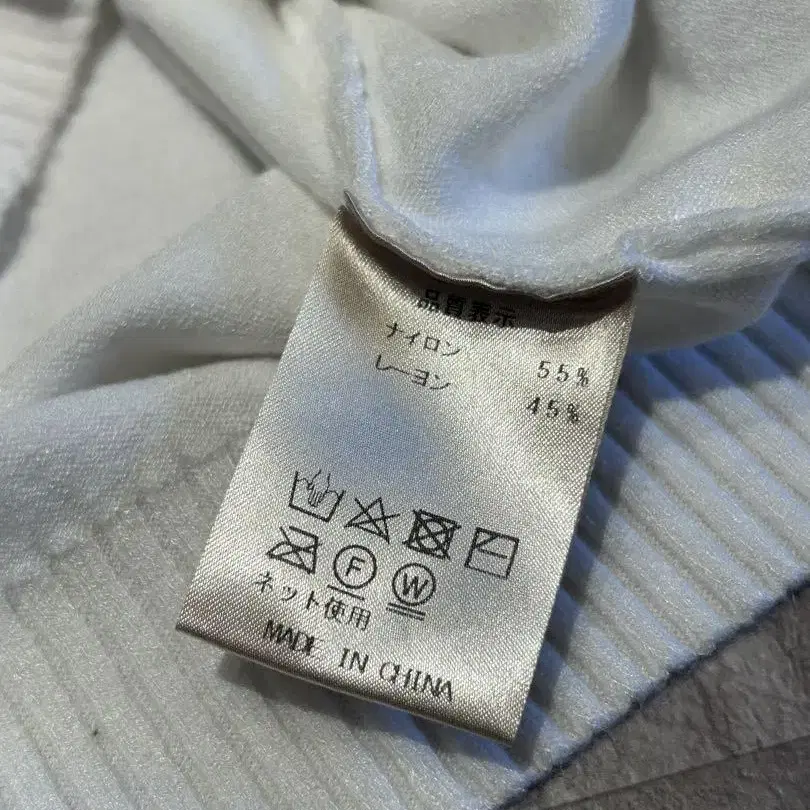 品質表示
ナイロン 55%
レーヨン 45%
F W
ネット使用
MADE IN CHINA